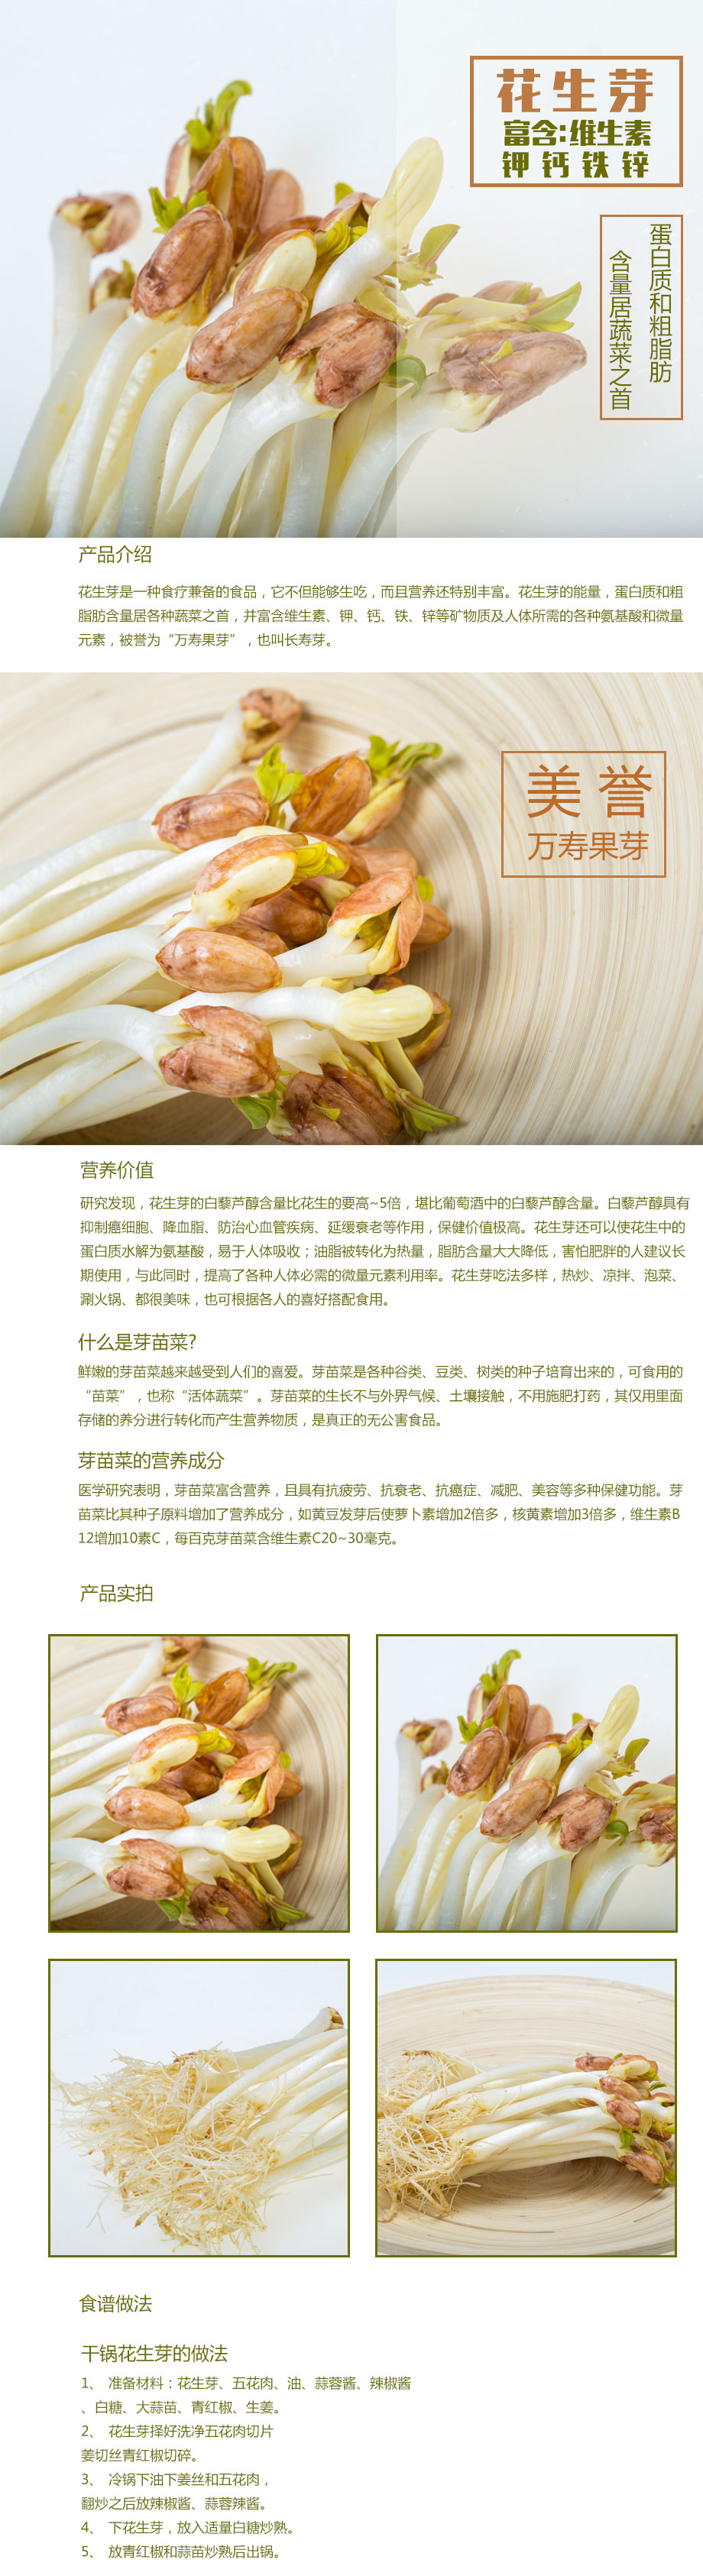 花生芽
富含:维生素
钾 钙 铁 锌
蛋白质和粗脂肪
含量居蔬菜之首
产品介绍
花生芽是一种食疗兼备的食品，它不但能够生吃，而且营养还特别丰富。花生芽的能量，蛋白质和粗
脂肪含量居各种蔬菜之首，并富含维生素、钾、钙、铁、锌等矿物质及人体所需的各种氨基酸和微量
元素，被誉为“万寿果芽”，也叫长寿芽。
美 誉
万寿果芽
营养价值
研究发现，花生芽的白藜芦醇含量比花生的要高~5倍，堪比葡萄酒中的白藜芦醇含量。白藜芦醇具有
抑制癌细胞、降血脂、防治心血管疾病、延缓衰老等作用，保健价值极高。花生芽还可以使花生中的
蛋白质水解为氨基酸，易于人体吸收；油脂被转化为热量，脂肪含量大大降低，害怕肥胖的人建议长
期使用，与此同时，提高了各种人体必需的微量元素利用率。花生芽吃法多样，热炒、凉拌、泡菜、
涮火锅、都很美味，也可根据各人的喜好搭配食用。
什么是芽苗菜?
鲜嫩的芽苗菜越来越受到人们的喜爱。芽苗菜是各种谷类、豆类、树类的种子培育出来的，可食用的
“苗菜”，也称“活体蔬菜”。芽苗菜的生长不与外界气候、土壤接触，不用施肥打药，其仅用里面
存储的养分进行转化而产生营养物质，是真正的无公害食品。
芽苗菜的营养成分
医学研究表明，芽苗菜富含营养，且具有抗疲劳、抗衰老、抗癌症、减肥、美容等多种保健功能。芽
苗菜比其种子原料增加了营养成分，如黄豆发芽后使萝卜素增加2倍多，核黄素增加3倍多，维生素B
12增加10素C，每百克芽苗菜含维生素C20~30毫克。
产品实拍
食谱做法
干锅花生芽的做法
1、 准备材料：花生芽、五花肉、油、蒜蓉酱、辣椒酱
、白糖、大蒜苗、青红椒、生姜。
2、 花生芽择好洗净五花肉切片
姜切丝青红椒切碎。
3、 冷锅下油下姜丝和五花肉，
翻炒之后放辣椒酱、蒜蓉辣酱。
4、 下花生芽，放入适量白糖炒熟。
5、 放青红椒和蒜苗炒熟后出锅。